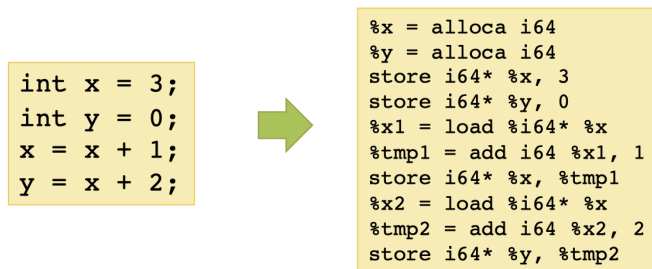 int x = 3;
int y = 0;
x = x + 1;
y = x + 2;
%x = alloca i64
%y = alloca i64
store i64* %x, 3
store i64* %y, 0
%x1 = load %i64* %x
%tmp1 = add i64 %x1, 1
store i64* %x, %tmp1
%x2 = load %i64* %x
%tmp2 = add i64 %x2, 2
store i64* %y, %tmp2